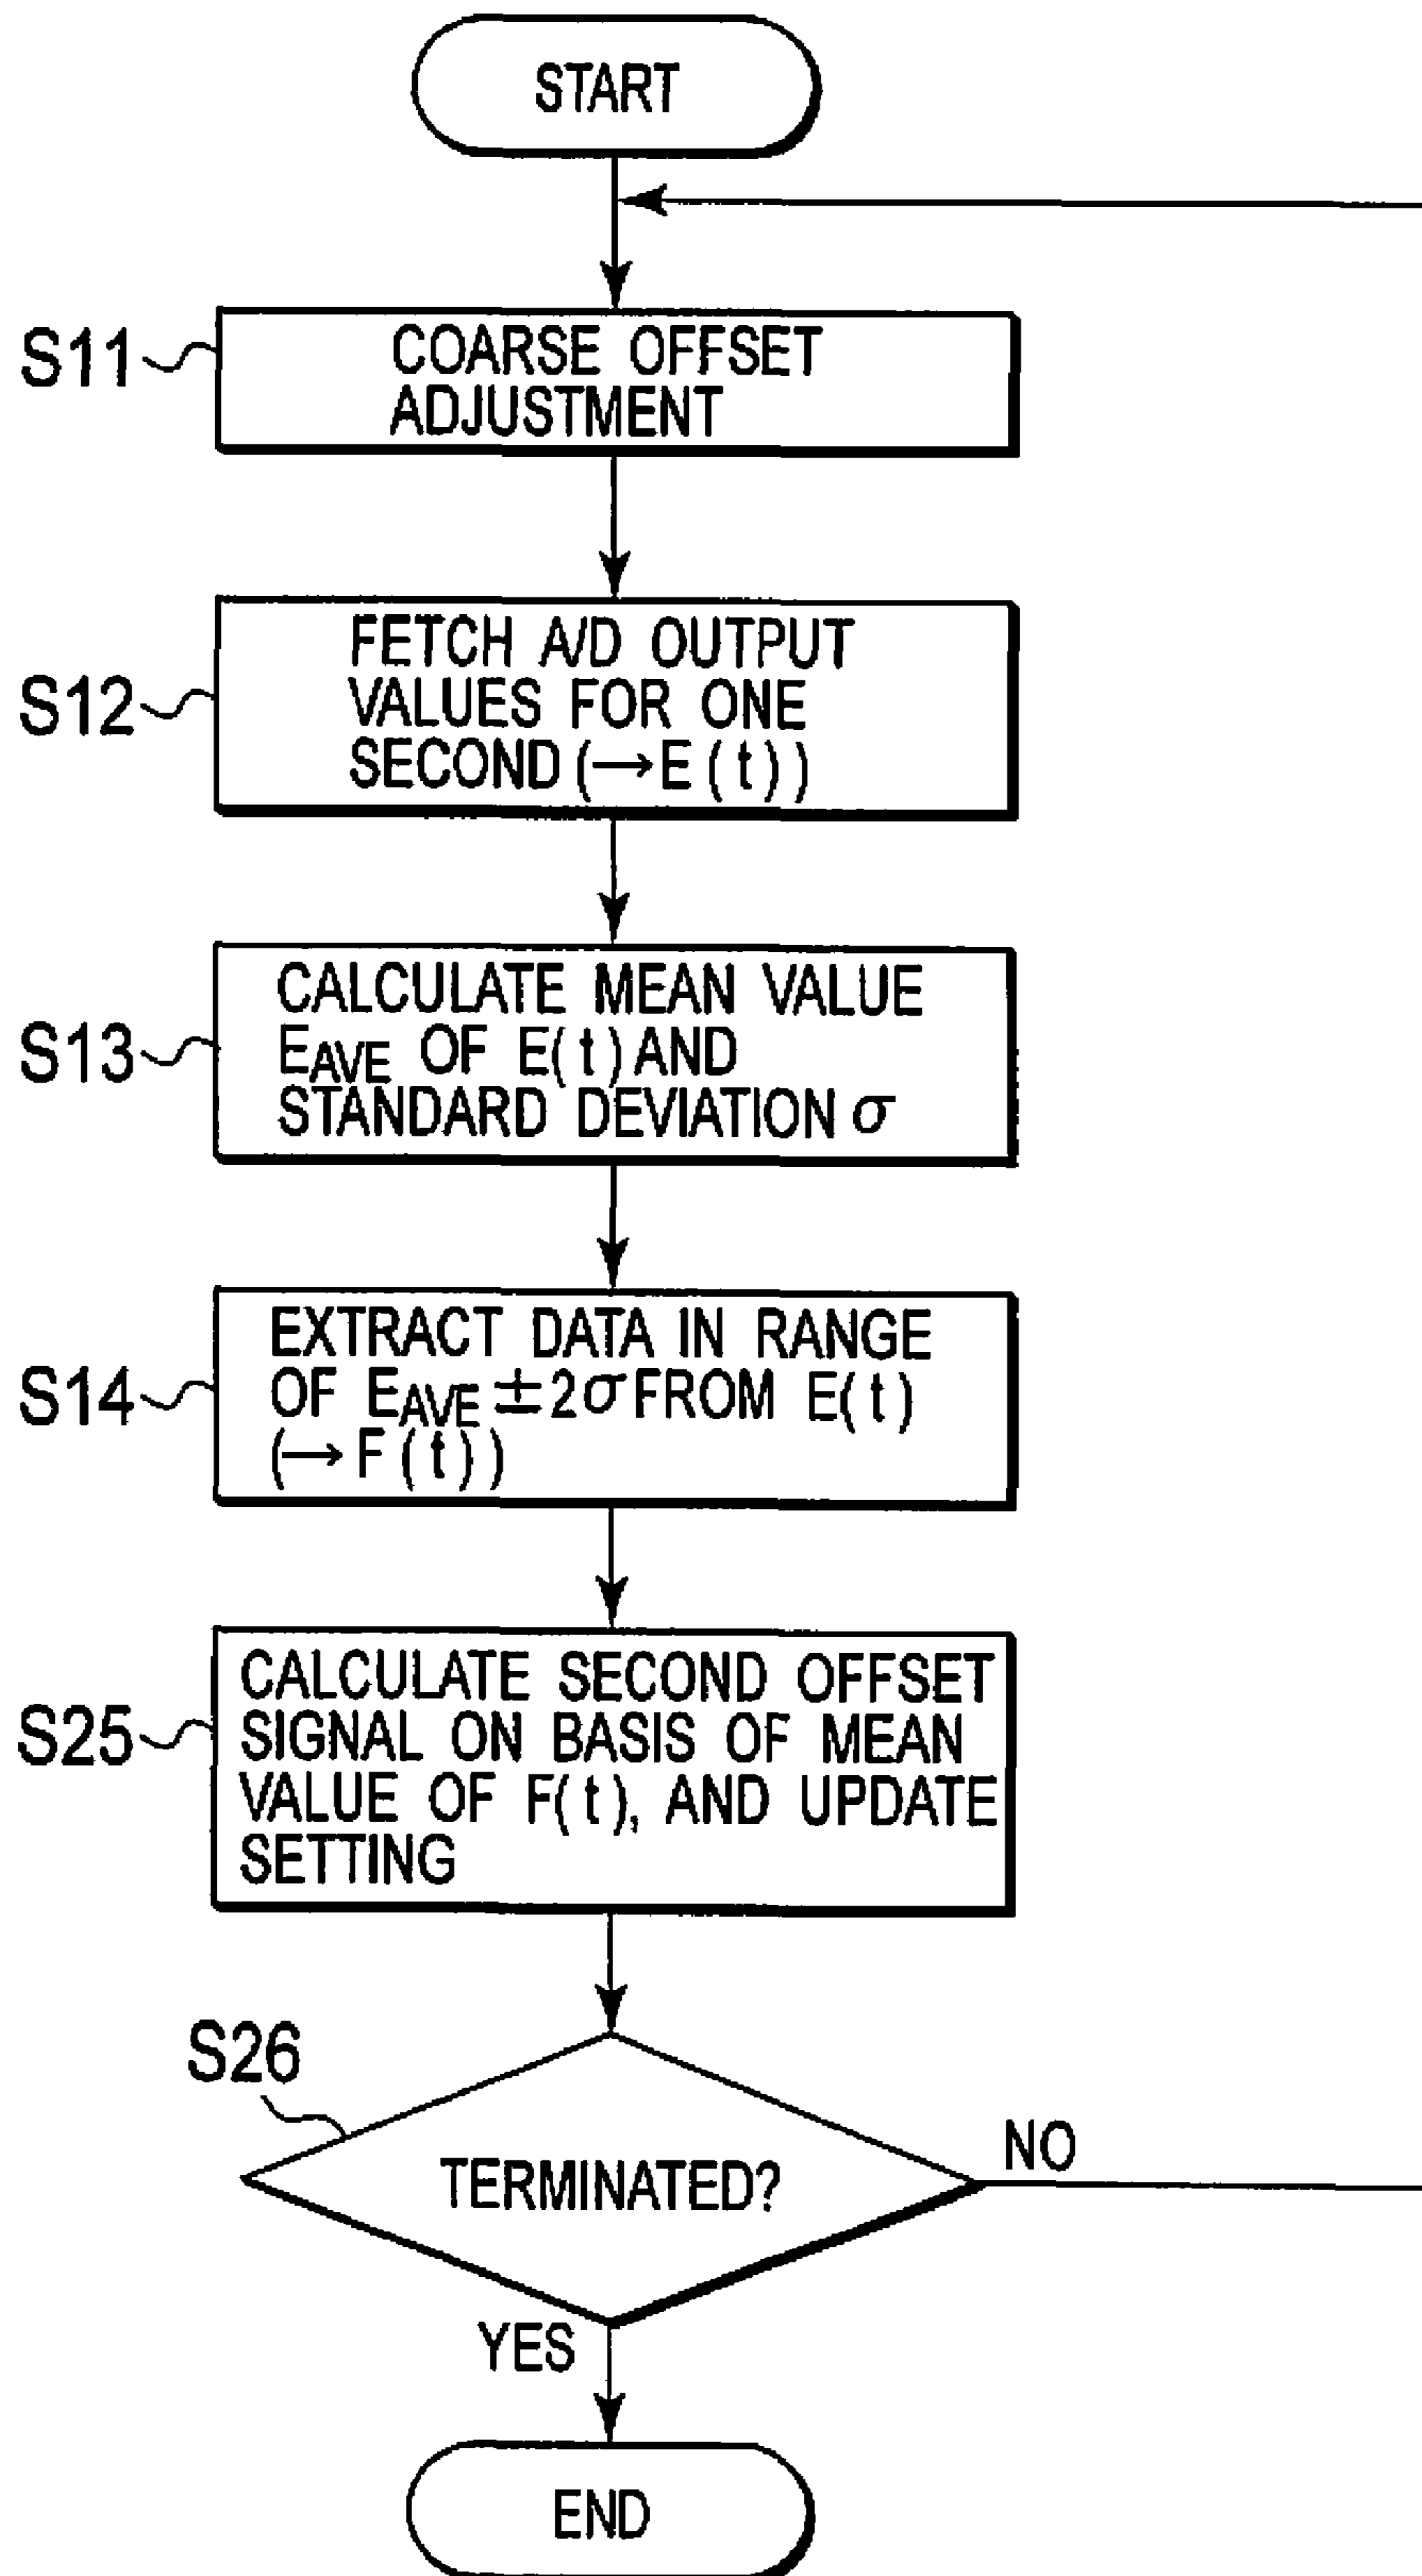 START
S11
COARSE OFFSET
ADJUSTMENT
S12
FETCH A/D OUTPUT
VALUES FOR ONE
SECOND (→E (t))
S13
CALCULATE MEAN VALUE
EAVE OF E(t) AND
STANDARD DEVIATION σ
S14
EXTRACT DATA IN RANGE
OF EAVE ±2σ FROM E(t)
(→F (t))
S25
CALCULATE SECOND OFFSET
SIGNAL ON BASIS OF MEAN
VALUE OF F(t), AND UPDATE
SETTING
S26
TERMINATED?
NO
YES
END